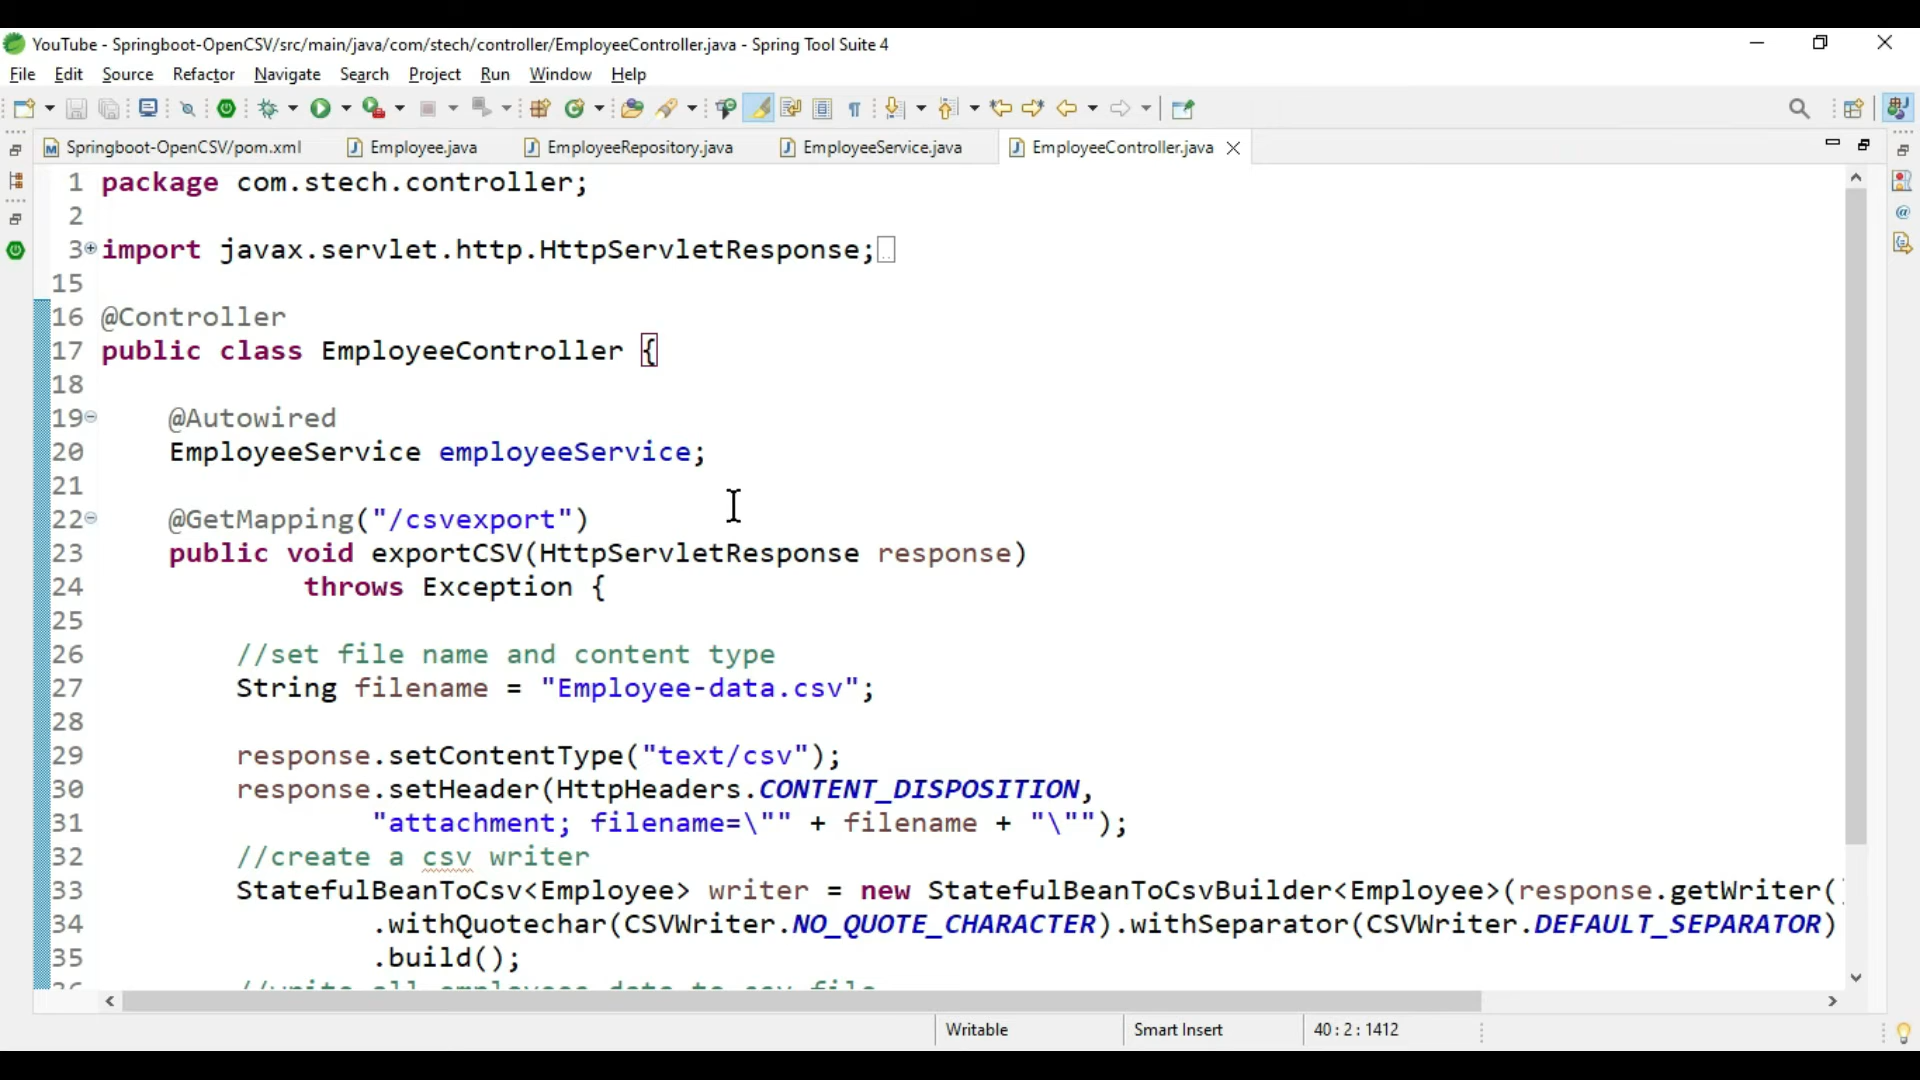 YouTube - Springboot-OpenCSV/src/main/java/com/stech/controller/EmployeeController.java - Spring Tool Suite 4
File Edit Source Refactor Navigate Search Project Run Window Help
Springboot-OpenCSV/pom.xml Employee.java EmployeeRepository.java EmployeeService.java EmployeeController.java
1 package com.stech.controller;
2
3 import javax.servlet.http.HttpServletResponse;
15
16 @Controller
17 public class EmployeeController {
18
19 @Autowired
20 EmployeeService employeeService;
21
22 @GetMapping("/csvexport")
23 public void exportCSV(HttpServletResponse response)
24 throws Exception {
25
26 //set file name and content type
27 String filename = "Employee-data.csv";
28
29 response.setContentType("text/csv");
30 response.setHeader(HttpHeaders.CONTENT_DISPOSITION,
31 "attachment; filename=\"" + filename + "\"");
32 //create a csv writer
33 StatefulBeanToCsv<Employee> writer = new StatefulBeanToCsvBuilder<Employee>(response.getWriter(
34 .withQuotechar(CSVWriter.NO_QUOTE_CHARACTER).withSeparator(CSVWriter.DEFAULT_SEPARATOR)
35 .build();
Writable Smart Insert 40 : 2 : 1412